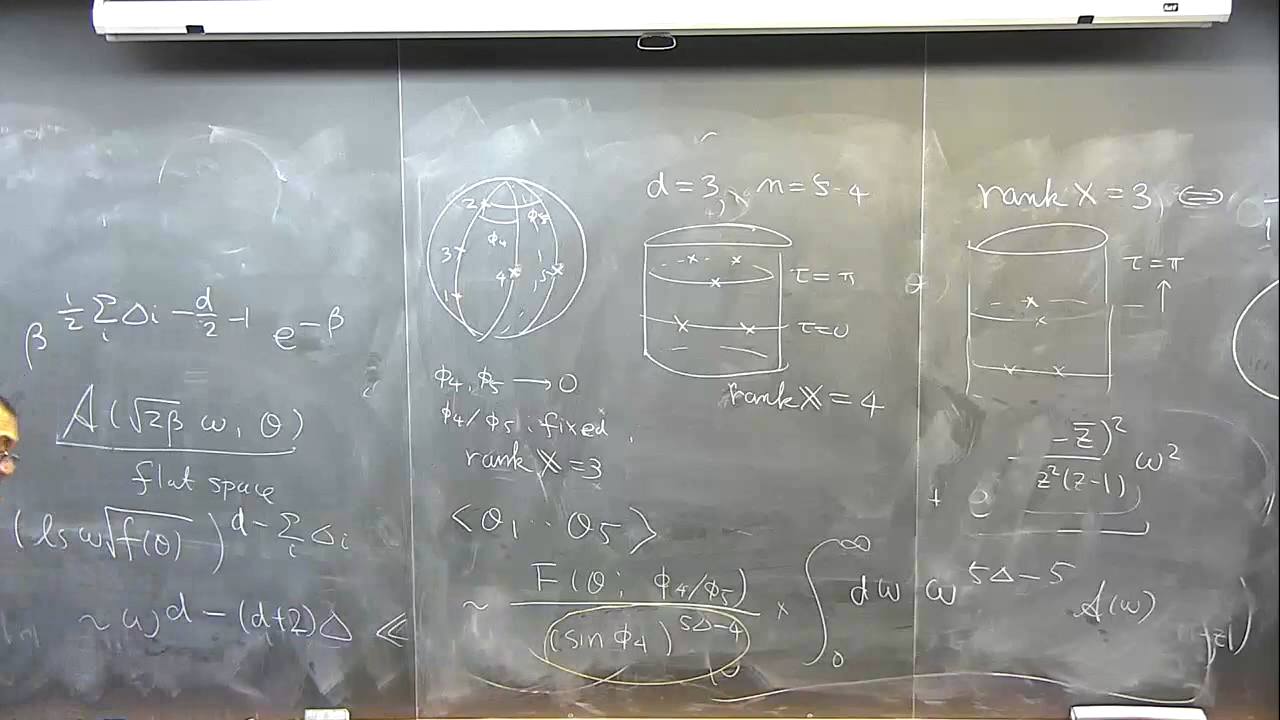 β^{½ Σ_i Δi − d/2 − 1} e^{−β}
A(√2β ω, θ)
flat space
(ls ω √f(θ))^{d − Σ_i Δi}
~ ω^{d − (d+2)Δ} ≪
2 φ5
φ4
3
4 5
1
φ4, φ5 → 0
φ4/φ5 : fixed,
rank X = 3
⟨O1 ·· O5⟩
~ F(θ; φ4/φ5) / (sin φ4)^{5Δ−4} × ∫_0^∞ dω ω^{5Δ−5} A(ω)
d = 3, n = 5-4
τ = π
τ = 0
rank X = 4
rank X = 3 ⇔
τ = π
+ e
−z̄)^2 / z^2(z−1) ω^2